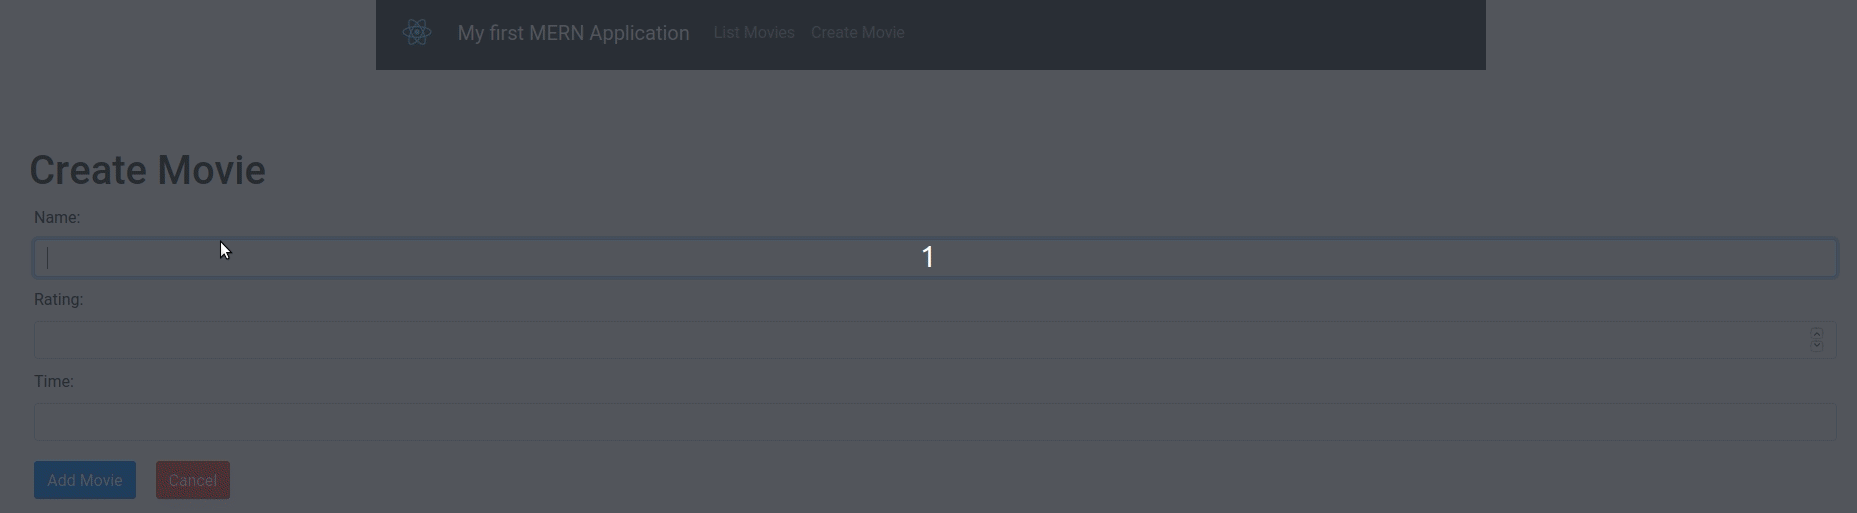 My first MERN Application List Movies Create Movie
Create Movie
Name:
1
Rating:
Time:
Add Movie Cancel